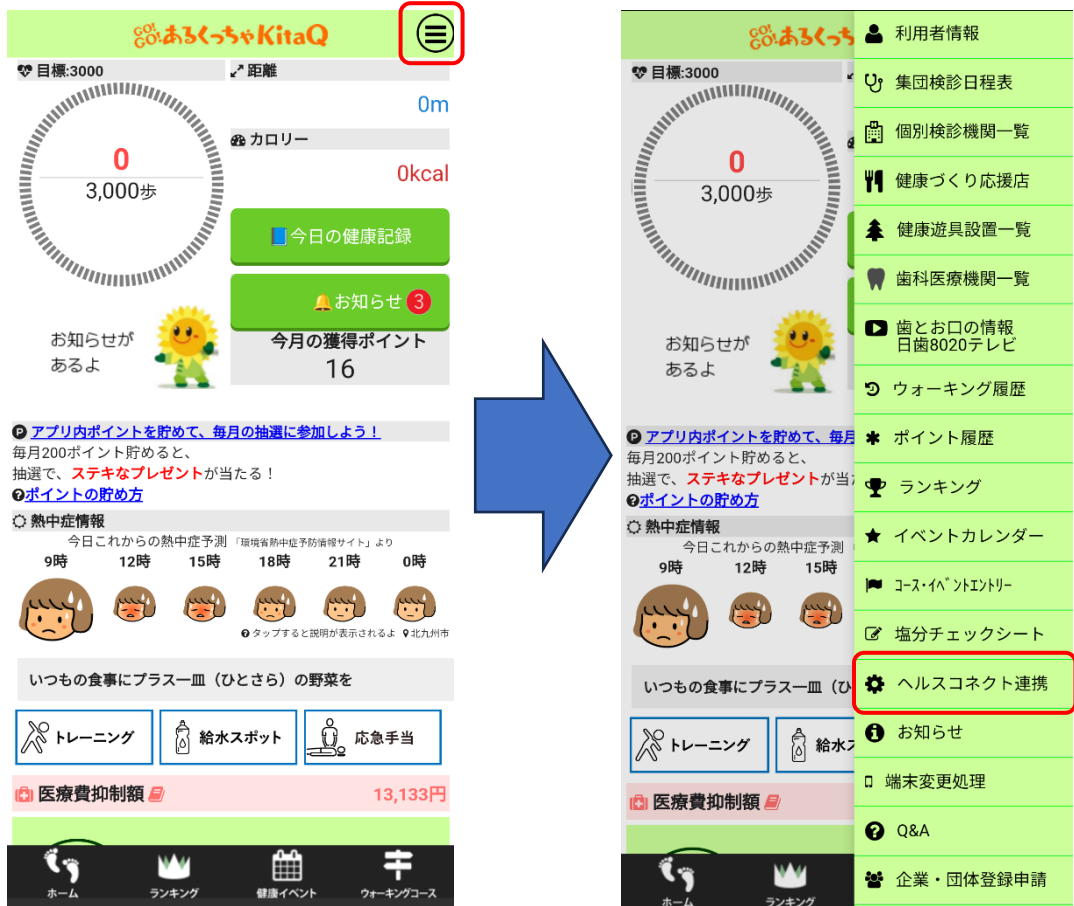 GO!GO!あるくっちゃKitaQ
目標:3000
距離
0m
0
3,000歩
カロリー
0kcal
今日の健康記録
お知らせ 3
お知らせが
あるよ
今月の獲得ポイント
16
アプリ内ポイントを貯めて、毎月の抽選に参加しよう！
毎月200ポイント貯めると、
抽選で、ステキなプレゼントが当たる！
ポイントの貯め方
熱中症情報
今日これからの熱中症予測 「環境省熱中症予防情報サイト」より
9時 12時 15時 18時 21時 0時
タップすると説明が表示されるよ 北九州市
いつもの食事にプラス一皿（ひとさら）の野菜を
トレーニング 給水スポット 応急手当
医療費抑制額 13,133円
ホーム ランキング 健康イベント ウォーキングコース
GO!GO!あるくっち
目標:3000
0
3,000歩
お知らせが
あるよ
アプリ内ポイントを貯めて、毎月
毎月200ポイント貯めると、
抽選で、ステキなプレゼントが当
ポイントの貯め方
熱中症情報
今日これからの熱中症予測
9時 12時 15時
いつもの食事にプラス一皿（ひ
トレーニング 給水ス
医療費抑制額
ホーム ランキング
利用者情報
集団検診日程表
個別検診機関一覧
健康づくり応援店
健康遊具設置一覧
歯科医療機関一覧
歯とお口の情報
日歯8020テレビ
ウォーキング履歴
ポイント履歴
ランキング
イベントカレンダー
ｺｰｽ・ｲﾍﾞﾝﾄｴﾝﾄﾘｰ
塩分チェックシート
ヘルスコネクト連携
お知らせ
端末変更処理
Q&A
企業・団体登録申請